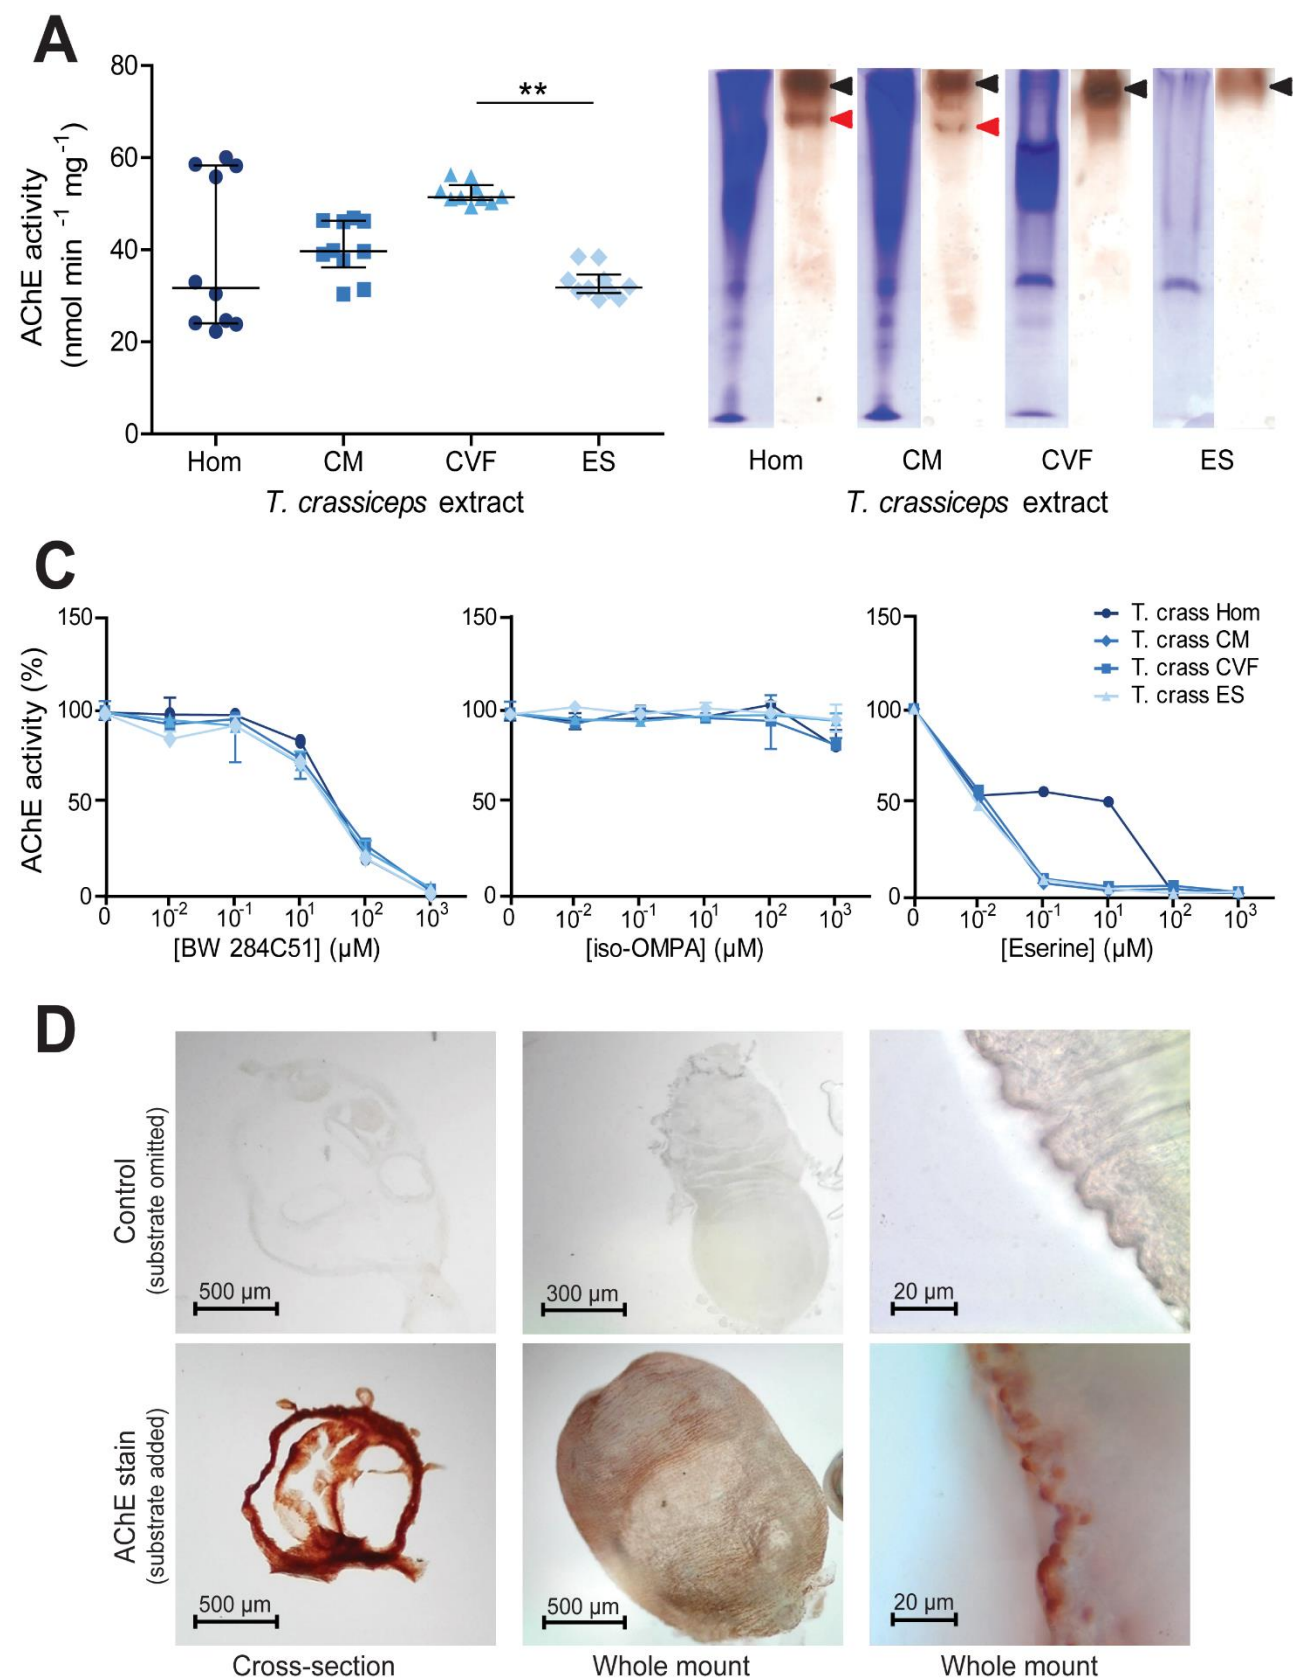 A
80
60
40
20
0
AChE activity
(nmol min -1 mg-1)
**
Hom CM CVF ES
T. crassiceps extract
Hom CM CVF ES
T. crassiceps extract
C
AChE activity (%)
150
100
50
0
0 10-2 10-1 101 102 103
[BW 284C51] (µM)
150
100
50
0
0 10-2 10-1 101 102 103
[iso-OMPA] (µM)
150
100
50
0
0 10-2 10-1 101 102 103
[Eserine] (µM)
T. crass Hom
T. crass CM
T. crass CVF
T. crass ES
D
Control
(substrate omitted)
500 µm
300 µm
20 µm
AChE stain
(substrate added)
500 µm
500 µm
20 µm
Cross-section
Whole mount
Whole mount